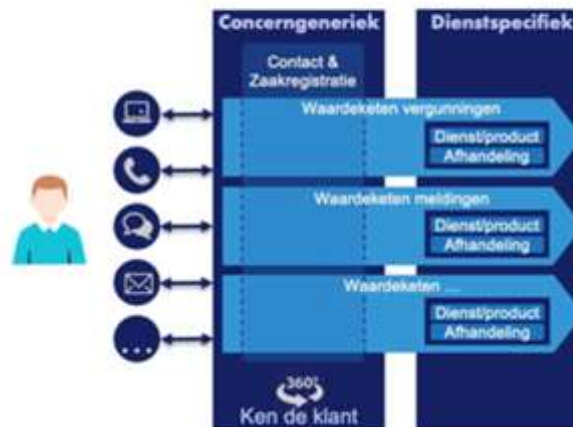 Concerngeneriek
Dienstspecifiek
Contact &
Zaakregistratie
Waardeketen vergunningen
Dienst/product
Afhandeling
Waardeketen meldingen
Dienst/product
Afhandeling
Waardeketen ....
Dienst/product
Afhandeling
...
360°
Ken de klant